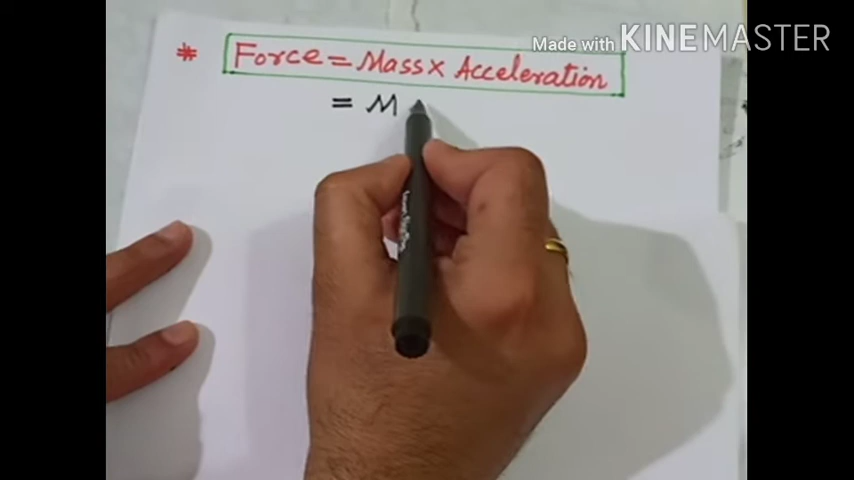 Made with KINEMASTER
* Force = Mass x Acceleration
= M